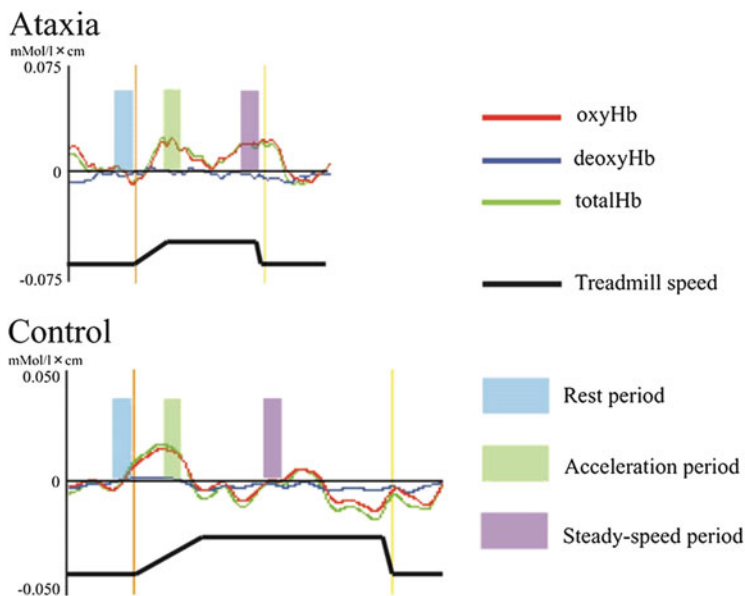 Ataxia
mMol/l×cm
0.075
0
-0.075
oxyHb
deoxyHb
totalHb
Treadmill speed
Control
mMol/l×cm
0.050
0
-0.050
Rest period
Acceleration period
Steady-speed period